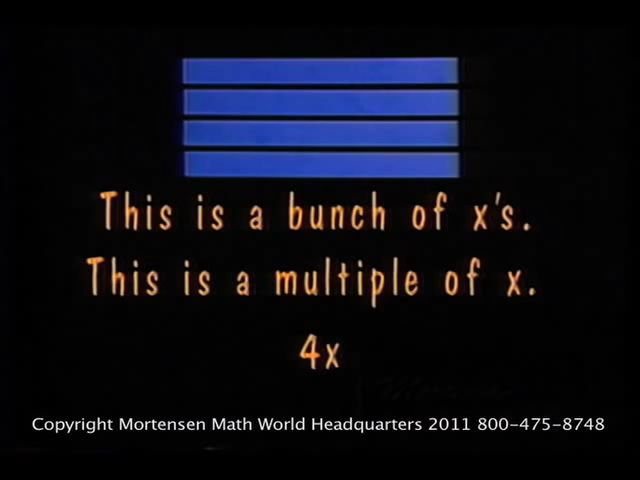 This is a bunch of x's.
This is a multiple of x.
4x
Copyright Mortensen Math World Headquarters 2011 800-475-8748